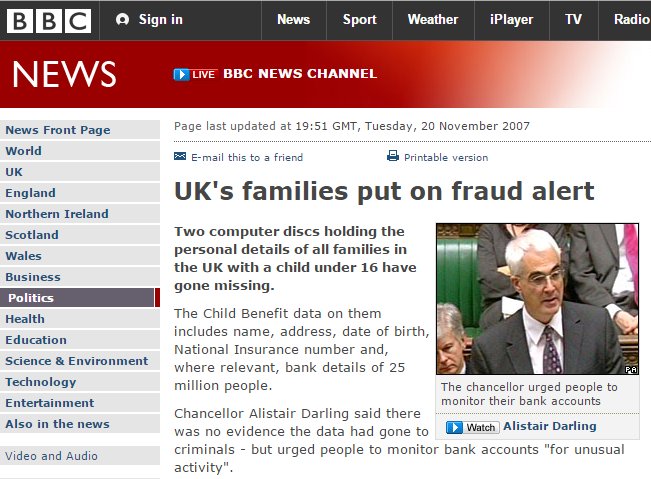 BBC Sign in News Sport Weather iPlayer TV Radio
NEWS LIVE BBC NEWS CHANNEL
News Front Page
World
UK
England
Northern Ireland
Scotland
Wales
Business
Politics
Health
Education
Science & Environment
Technology
Entertainment
Also in the news
Video and Audio
Page last updated at 19:51 GMT, Tuesday, 20 November 2007
E-mail this to a friend Printable version
UK's families put on fraud alert
Two computer discs holding the
personal details of all families in
the UK with a child under 16 have
gone missing.
The Child Benefit data on them
includes name, address, date of birth,
National Insurance number and,
where relevant, bank details of 25
million people.
PA
The chancellor urged people to
monitor their bank accounts
Watch Alistair Darling
Chancellor Alistair Darling said there
was no evidence the data had gone to
criminals - but urged people to monitor bank accounts "for unusual
activity".